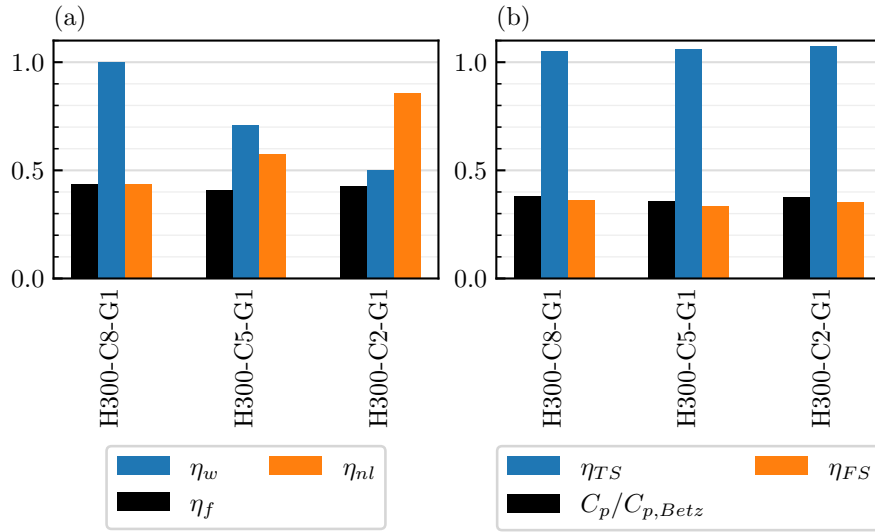 (a)
1.0
0.5
0.0
H300-C8-G1
H300-C5-G1
H300-C2-G1
η_w
η_nl
η_f
(b)
1.0
0.5
0.0
H300-C8-G1
H300-C5-G1
H300-C2-G1
η_TS
η_FS
C_p/C_p,Betz